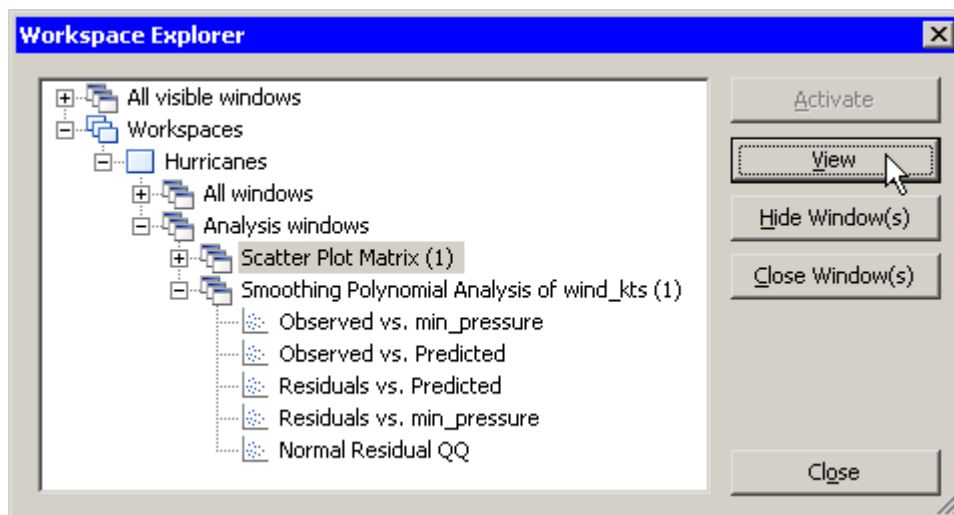 Workspace Explorer
All visible windows
Workspaces
Hurricanes
All windows
Analysis windows
Scatter Plot Matrix (1)
Smoothing Polynomial Analysis of wind_kts (1)
Observed vs. min_pressure
Observed vs. Predicted
Residuals vs. Predicted
Residuals vs. min_pressure
Normal Residual QQ
Activate
View
Hide Window(s)
Close Window(s)
Close